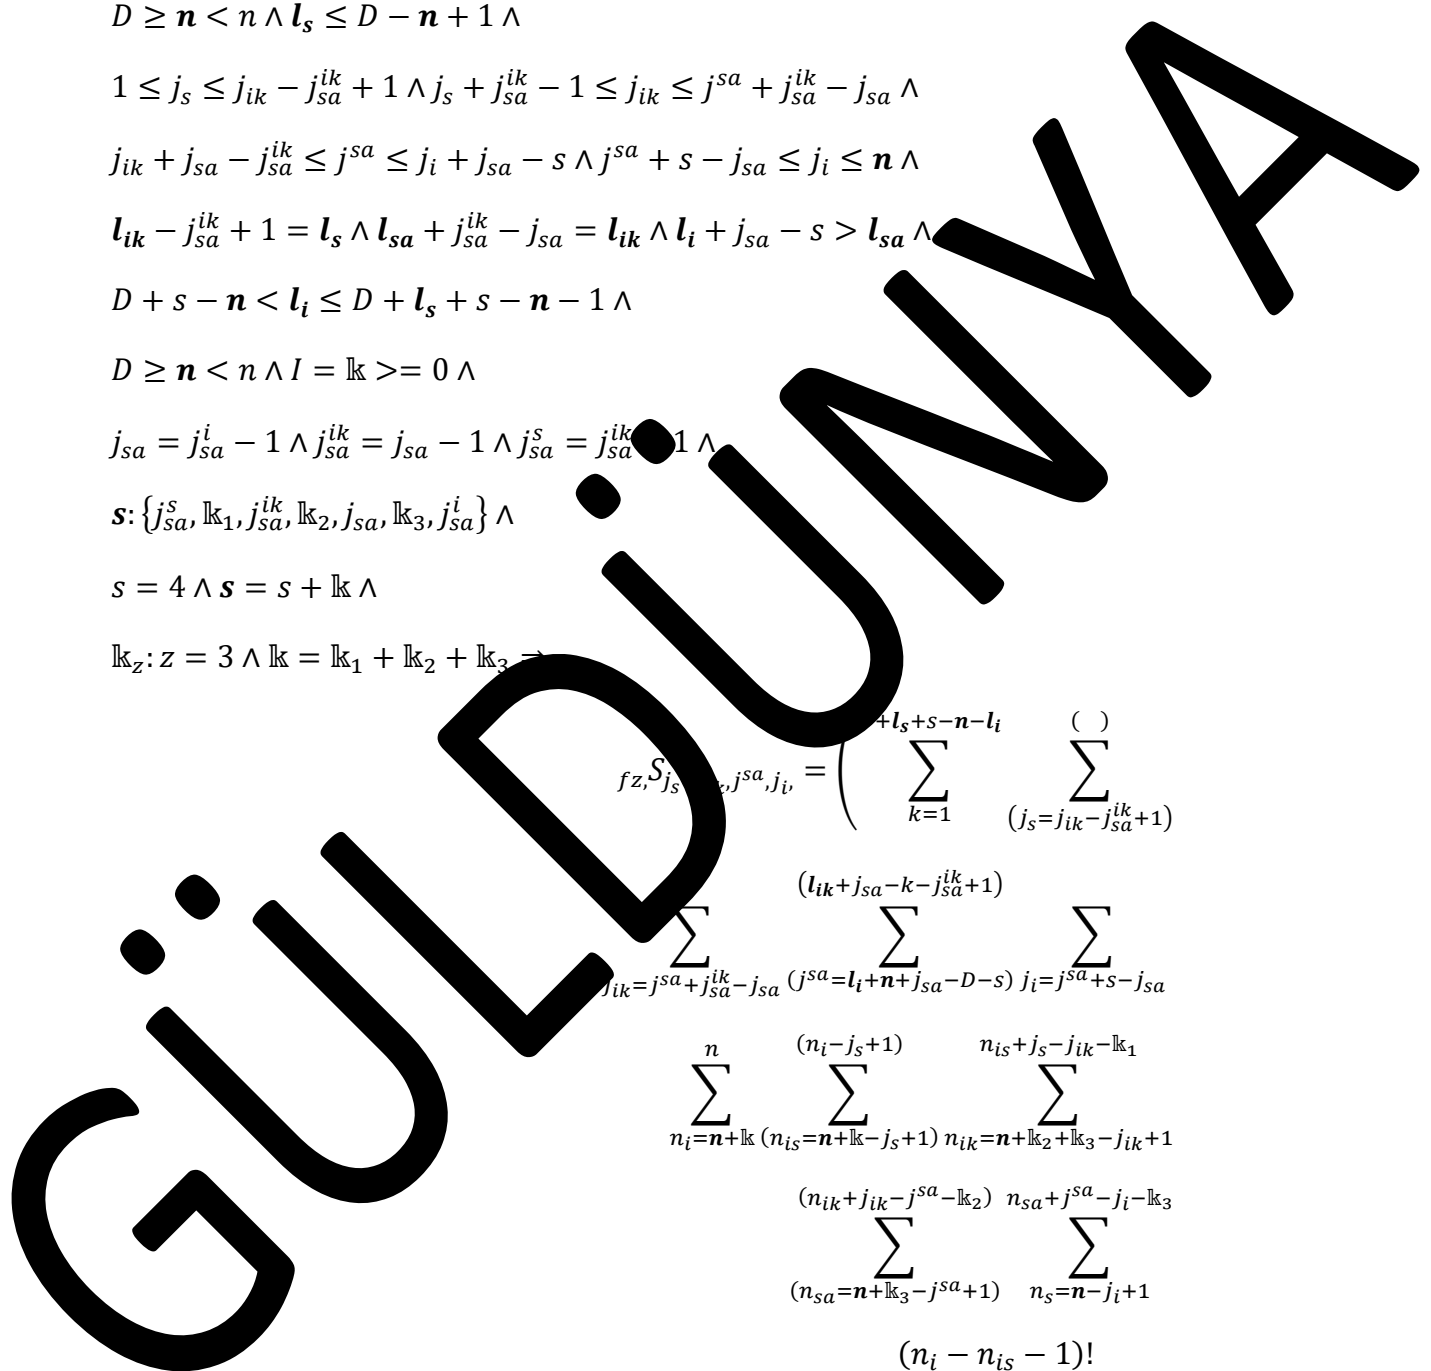 D ≥ n < n ∧ l_s ≤ D − n + 1 ∧
1 ≤ j_s ≤ j_{ik} − j_{sa}^{ik} + 1 ∧ j_s + j_{sa}^{ik} − 1 ≤ j_{ik} ≤ j^{sa} + j_{sa}^{ik} − j_{sa} ∧
j_{ik} + j_{sa} − j_{sa}^{ik} ≤ j^{sa} ≤ j_i + j_{sa} − s ∧ j^{sa} + s − j_{sa} ≤ j_i ≤ n ∧
l_{ik} − j_{sa}^{ik} + 1 = l_s ∧ l_{sa} + j_{sa}^{ik} − j_{sa} = l_{ik} ∧ l_i + j_{sa} − s > l_{sa} ∧
D + s − n < l_i ≤ D + l_s + s − n − 1 ∧
D ≥ n < n ∧ I = 𝕜 >= 0 ∧
j_{sa} = j_{sa}^i − 1 ∧ j_{sa}^{ik} = j_{sa} − 1 ∧ j_{sa}^s = j_{sa}^{ik} 1 ∧
s: {j_{sa}^s, 𝕜_1, j_{sa}^{ik}, 𝕜_2, j_{sa}, 𝕜_3, j_{sa}^i} ∧
s = 4 ∧ s = s + 𝕜 ∧
𝕜_z: z = 3 ∧ 𝕜 = 𝕜_1 + 𝕜_2 + 𝕜_3
+l_s+s−n−l_i ( )
_{fz,}S_{j_s ,j^{sa},j_i,} = ( ∑ ∑
k=1 (j_s=j_{ik}−j_{sa}^{ik}+1)
(l_{ik}+j_{sa}−k−j_{sa}^{ik}+1)
∑ ∑ ∑
j_{ik}=j^{sa}+j_{sa}^{ik}−j_{sa} (j^{sa}=l_i+n+j_{sa}−D−s) j_i=j^{sa}+s−j_{sa}
n (n_i−j_s+1) n_{is}+j_s−j_{ik}−𝕜_1
∑ ∑ ∑
n_i=n+𝕜 (n_{is}=n+𝕜−j_s+1) n_{ik}=n+𝕜_2+𝕜_3−j_{ik}+1
(n_{ik}+j_{ik}−j^{sa}−𝕜_2) n_{sa}+j^{sa}−j_i−𝕜_3
∑ ∑
(n_{sa}=n+𝕜_3−j^{sa}+1) n_s=n−j_i+1
(n_i − n_{is} − 1)!
GÜLDÜNYA